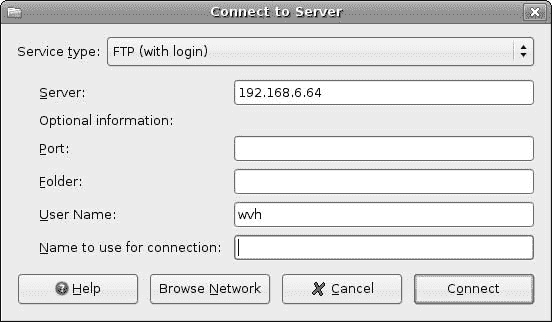 Connect to Server
Service type: FTP (with login)
Server: 192.168.6.64
Optional information:
Port:
Folder:
User Name: wvh
Name to use for connection:
Help Browse Network Cancel Connect